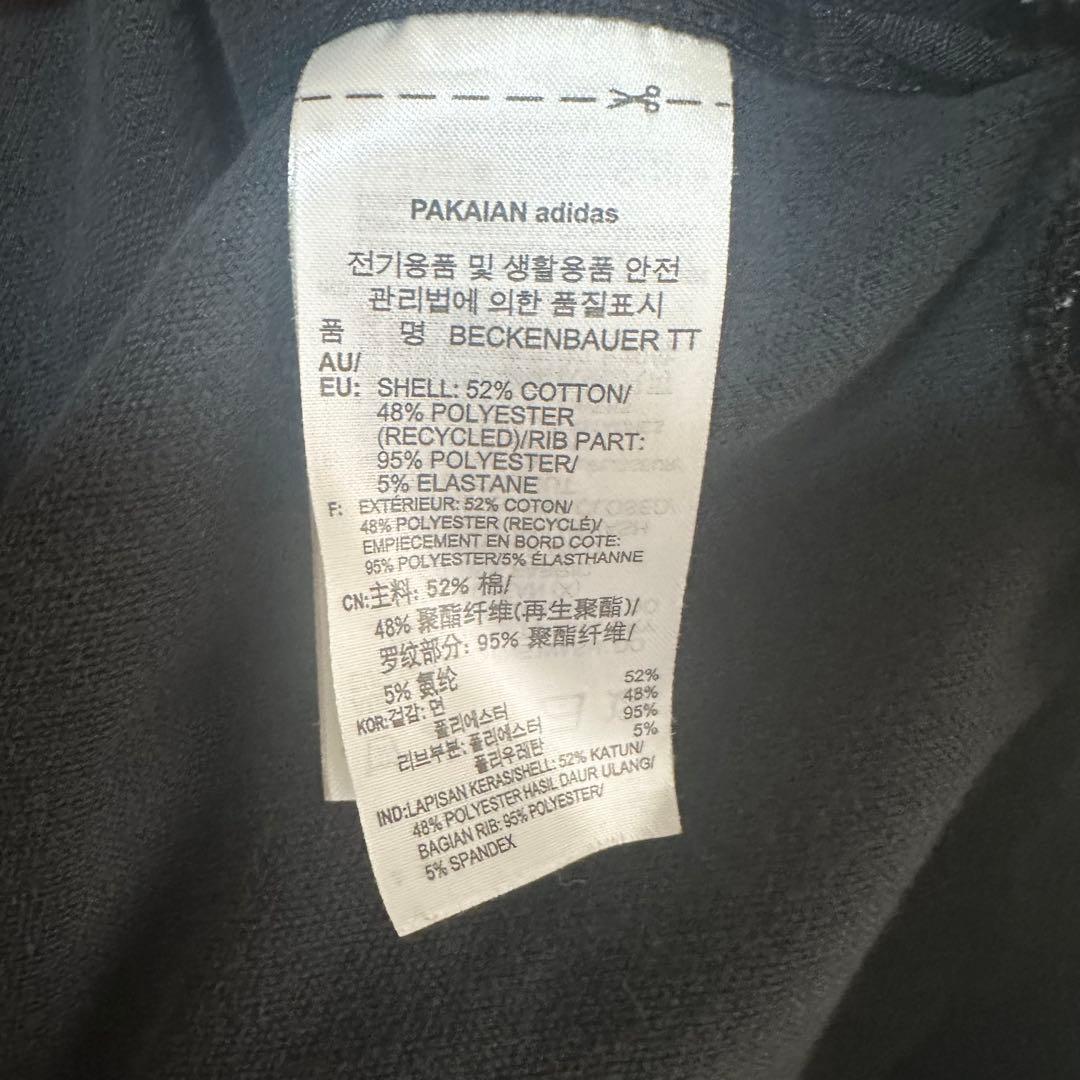 PAKAIAN adidas
전기용품 및 생활용품 안전
관리법에 의한 품질표시
품 명 BECKENBAUER TT
AU/
EU: SHELL: 52% COTTON/
48% POLYESTER
(RECYCLED)/RIB PART:
95% POLYESTER/
5% ELASTANE
F: EXTÉRIEUR: 52% COTON/
48% POLYESTER (RECYCLÉ)/
EMPIECEMENT EN BORD COTE:
95% POLYESTER/5% ÉLASTHANNE
CN:主料: 52% 棉/
48% 聚酯纤维(再生聚酯)/
罗纹部分: 95% 聚酯纤维/
5% 氨纶
KOR:겉감: 면 52%
폴리에스터 48%
리브부분: 폴리에스터 95%
폴리우레탄 5%
IND:LAPISAN KERAS/SHELL: 52% KATUN/
48% POLYESTER HASIL DAUR ULANG/
BAGIAN RIB: 95% POLYESTER/
5% SPANDEX